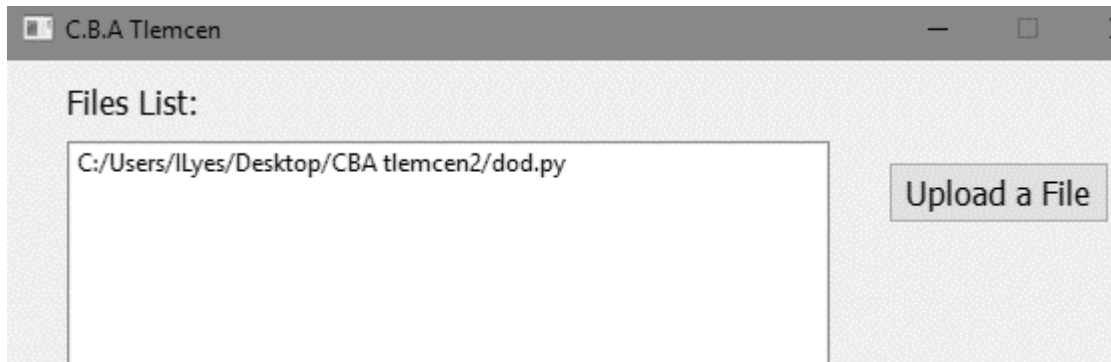 C.B.A Tlemcen
Files List:
C:/Users/ILyes/Desktop/CBA tlemcen2/dod.py
Upload a File